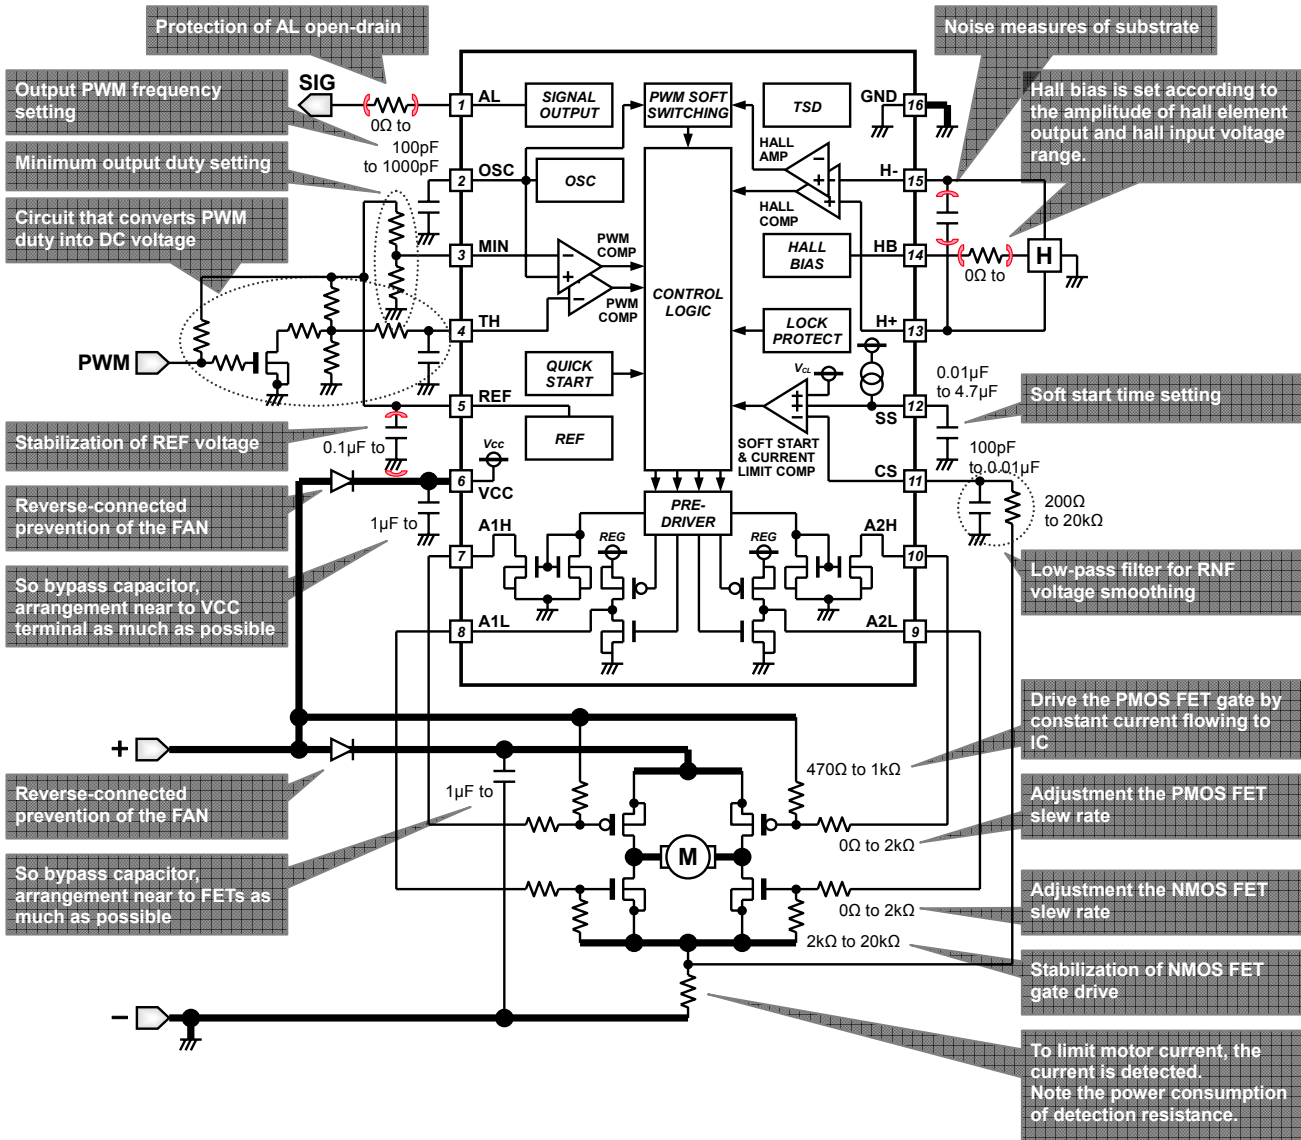 Protection of AL open-drain
Noise measures of substrate
SIG
Output PWM frequency
setting
0Ω to
1
AL
SIGNAL
OUTPUT
PWM SOFT
SWITCHING
TSD
GND
16
Hall bias is set according to
the amplitude of hall element
output and hall input voltage
range.
100pF
to 1000pF
Minimum output duty setting
2
OSC
OSC
HALL
AMP
HALL
COMP
H-
15
Circuit that converts PWM
duty into DC voltage
3
MIN
PWM
COMP
PWM
COMP
CONTROL
LOGIC
HALL
BIAS
HB
14
0Ω to
H
4
TH
LOCK
PROTECT
H+
13
PWM
QUICK
START
VCL
0.01µF
to 4.7µF
Soft start time setting
5
REF
REF
SS
12
Stabilization of REF voltage
0.1µF to
SOFT START
& CURRENT
LIMIT COMP
100pF
to 0.01µF
Vcc
6
VCC
CS
11
200Ω
to 20kΩ
Reverse-connected
prevention of the FAN
1µF to
PRE-
DRIVER
A1H
7
REG
REG
A2H
10
Low-pass filter for RNF
voltage smoothing
So bypass capacitor,
arrangement near to VCC
terminal as much as possible
8
A1L
A2L
9
Drive the PMOS FET gate by
constant current flowing to
IC
+
470Ω to 1kΩ
Reverse-connected
prevention of the FAN
1µF to
Adjustment the PMOS FET
slew rate
0Ω to 2kΩ
M
So bypass capacitor,
arrangement near to FETs as
much as possible
Adjustment the NMOS FET
slew rate
0Ω to 2kΩ
2kΩ to 20kΩ
Stabilization of NMOS FET
gate drive
−
To limit motor current, the
current is detected.
Note the power consumption
of detection resistance.